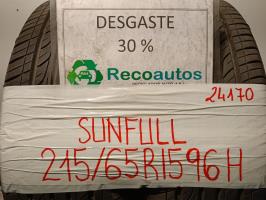 DESGASTE
30 %
Recoautos
24170
SUNFULL
215/65R1596H